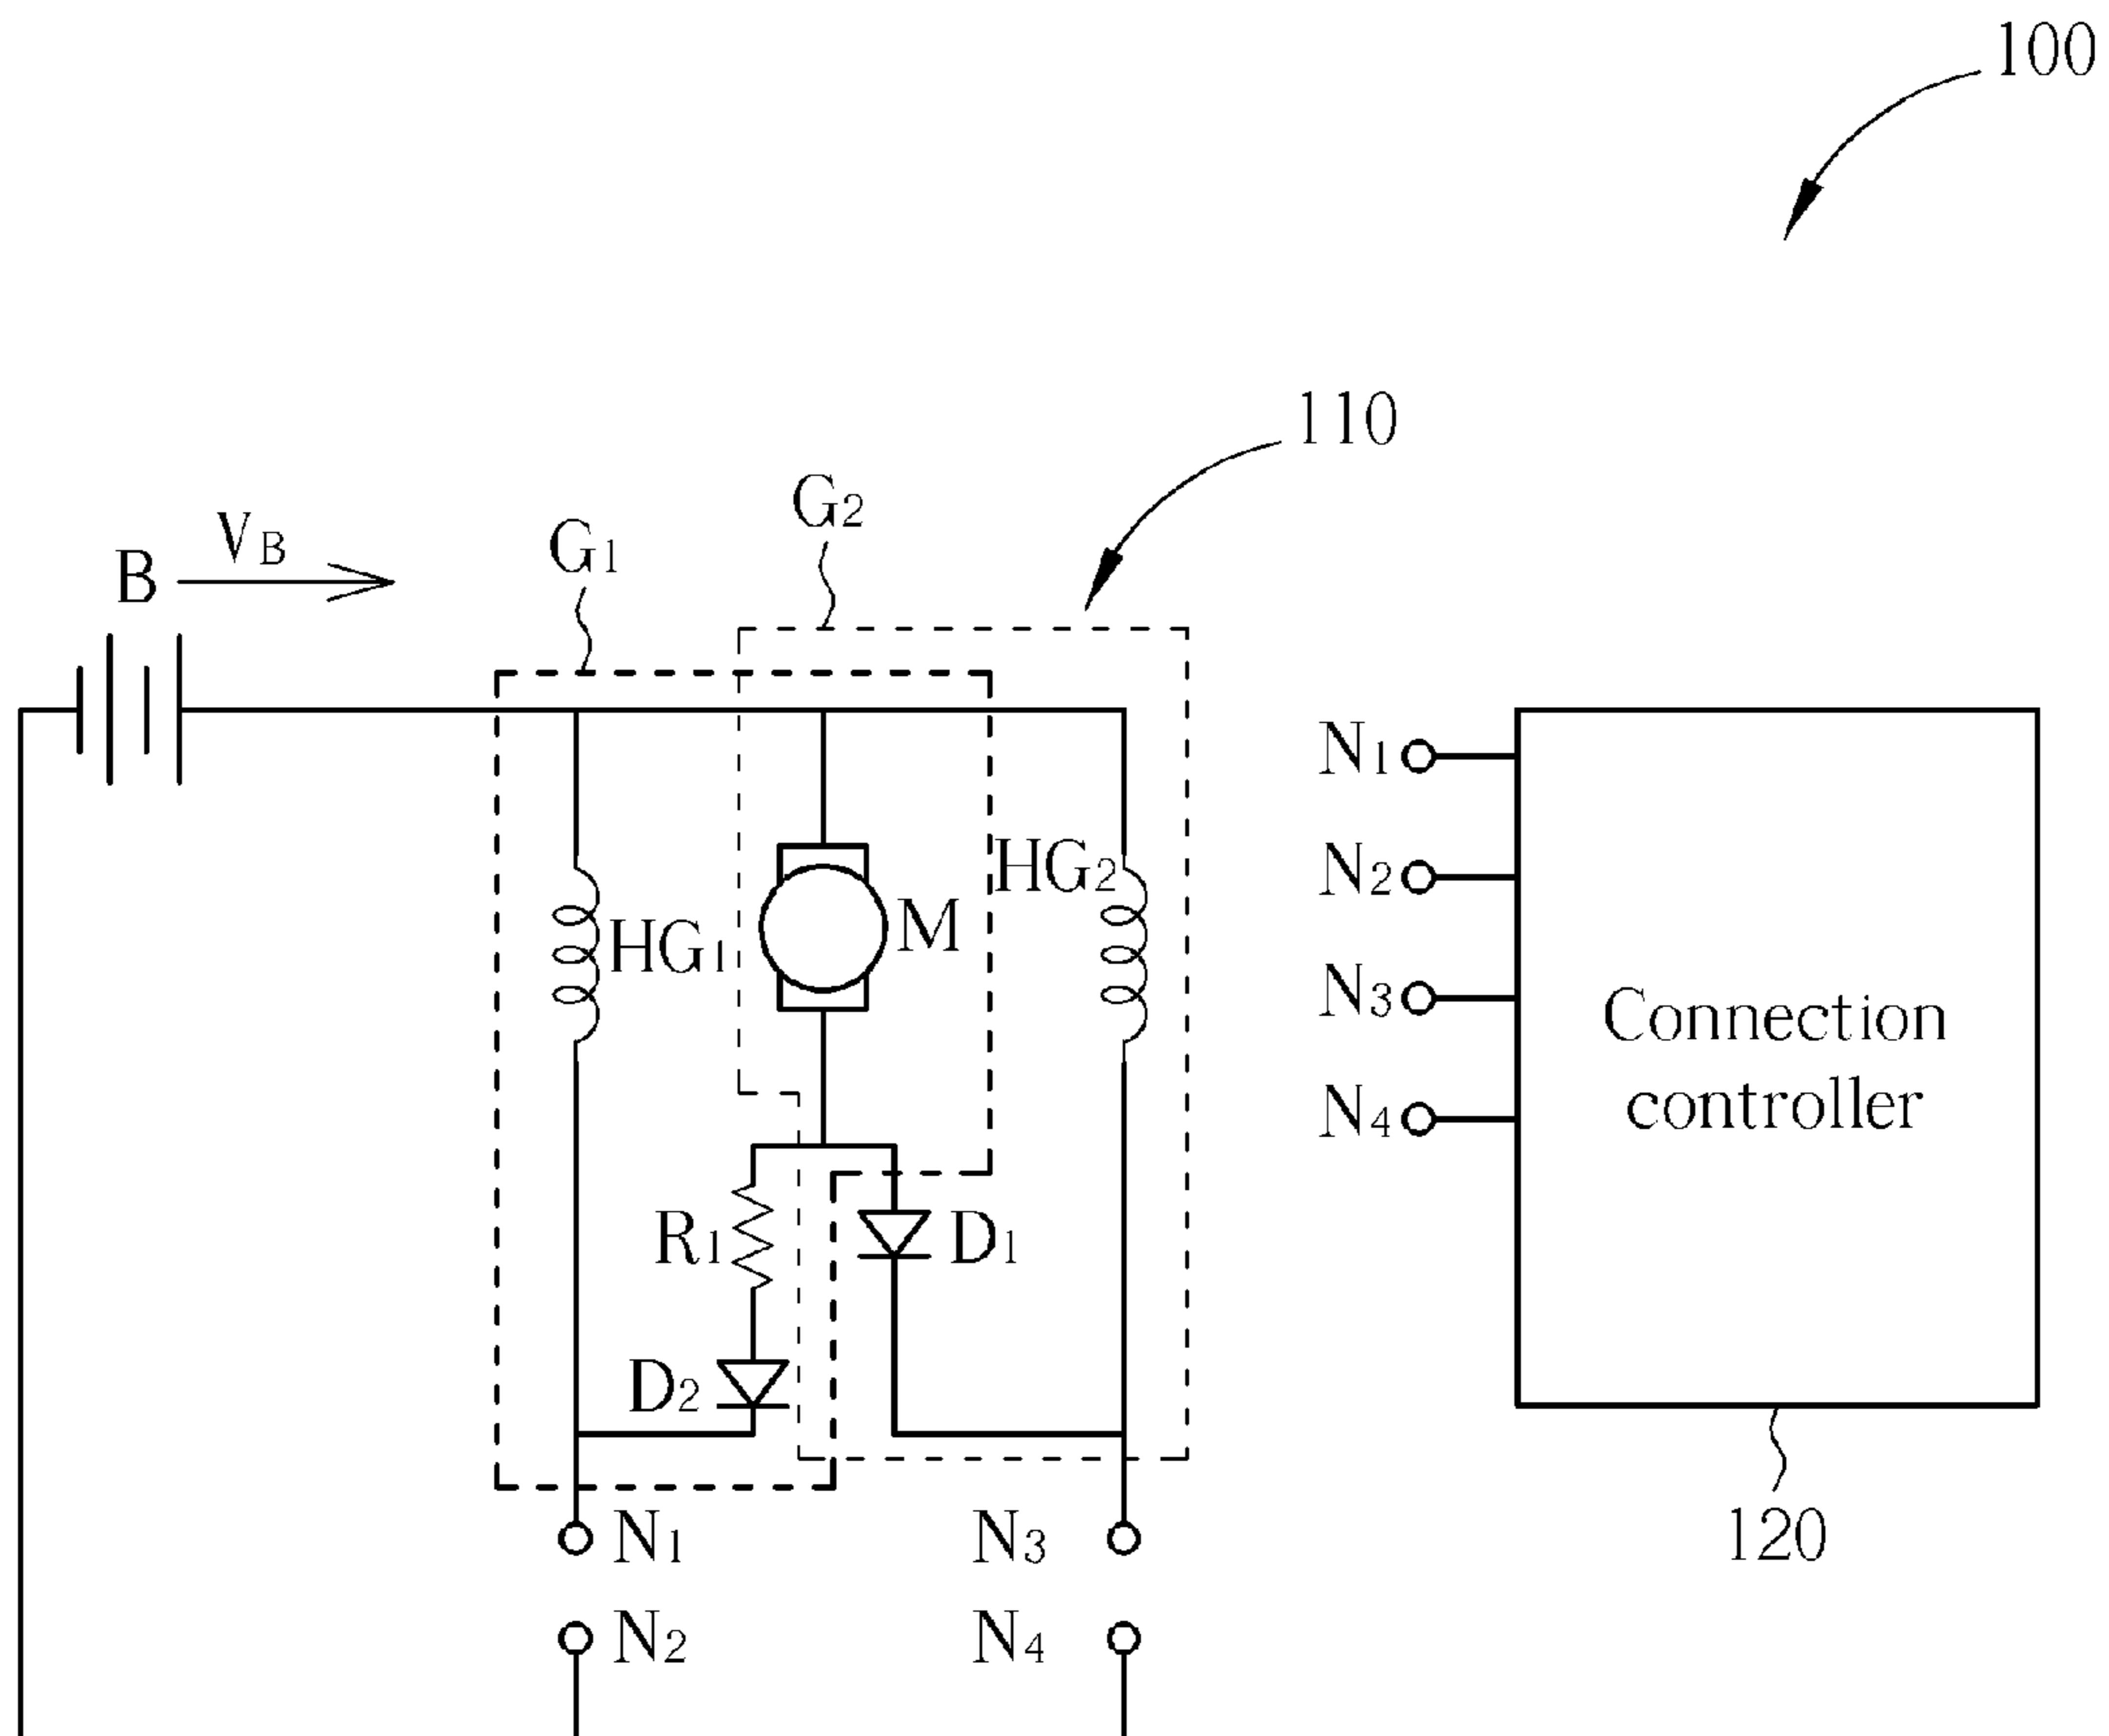 100
110
G2
G1
VB
B
N1
HG2
N2
M
HG1
N3
Connection
controller
N4
R1
D1
D2
120
N1
N3
N2
N4